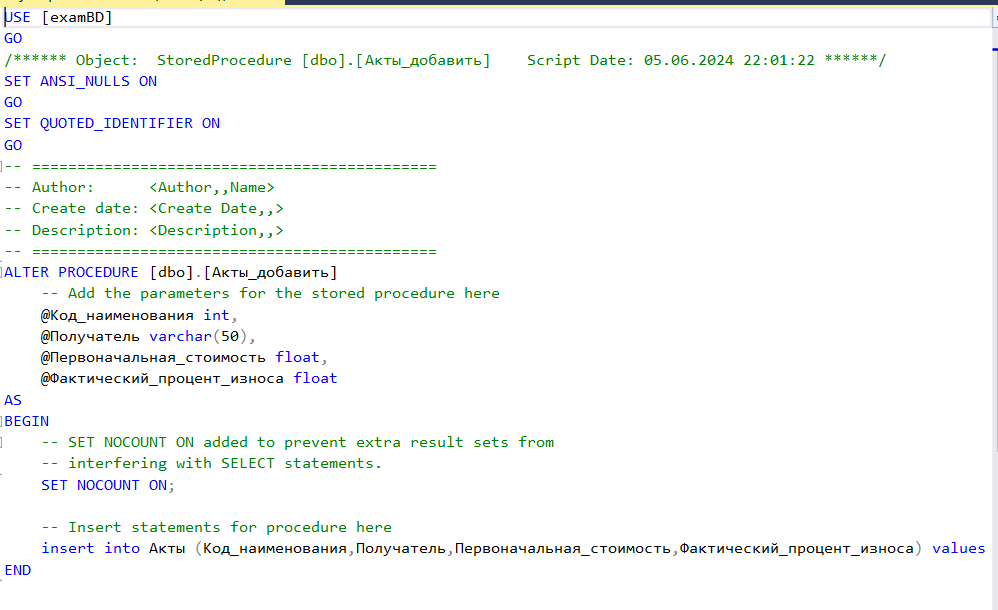 USE [examBD]
GO
/****** Object:  StoredProcedure [dbo].[Акты_добавить]    Script Date: 05.06.2024 22:01:22 ******/
SET ANSI_NULLS ON
GO
SET QUOTED_IDENTIFIER ON
GO
-- =============================================
-- Author:		<Author,,Name>
-- Create date: <Create Date,,>
-- Description:	<Description,,>
-- =============================================
ALTER PROCEDURE [dbo].[Акты_добавить]
	-- Add the parameters for the stored procedure here
	@Код_наименования int,
	@Получатель varchar(50),
	@Первоначальная_стоимость float,
	@Фактический_процент_износа float
AS
BEGIN
	-- SET NOCOUNT ON added to prevent extra result sets from
	-- interfering with SELECT statements.
	SET NOCOUNT ON;
	-- Insert statements for procedure here
	insert into Акты (Код_наименования,Получатель,Первоначальная_стоимость,Фактический_процент_износа) values
END